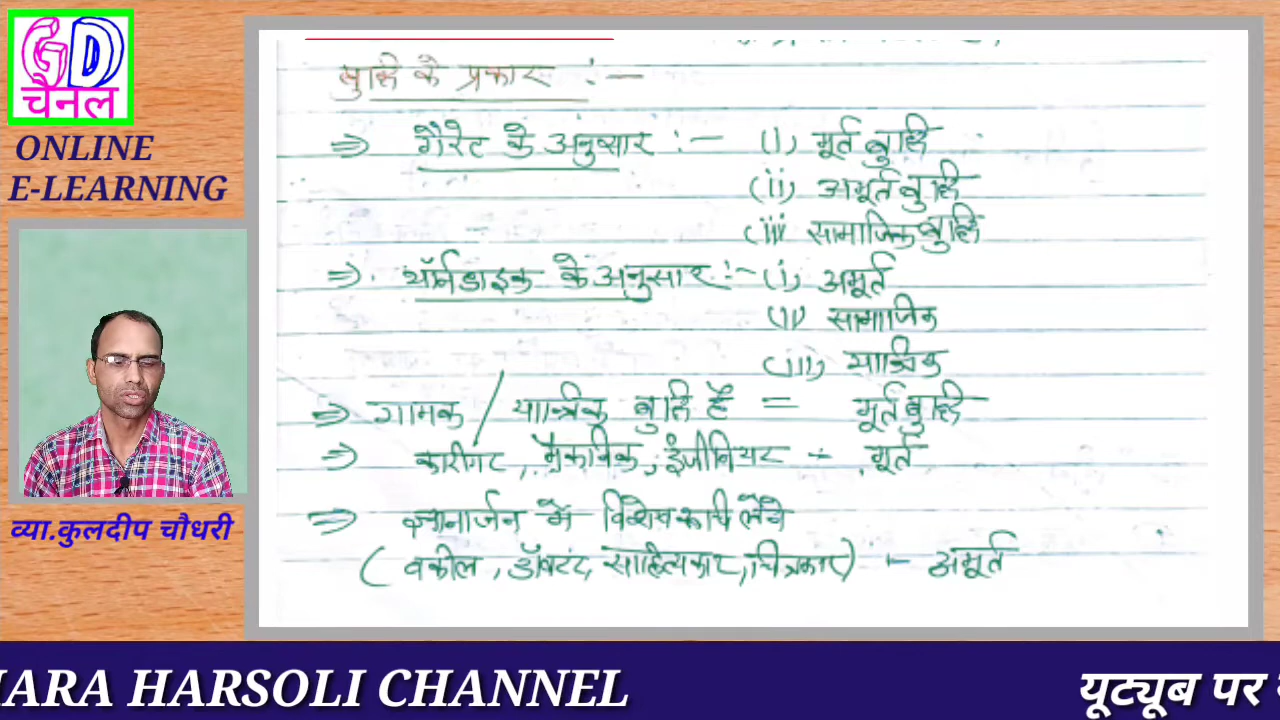 GD
चैनल
ONLINE
E-LEARNING
व्या.कुलदीप चौधरी
बुद्धि के प्रकार :-
⇒ गैरेट के अनुसार :- (i) मूर्त बुद्धि
(ii) अमूर्त बुद्धि
(iii सामाजिक बुद्धि
⇒ थॉर्नडाइक के अनुसार :- (i) अमूर्त
(ii) सामाजिक
(iii) यान्त्रिक
⇒ गामक / यान्त्रिक बुद्धि है = मूर्त बुद्धि
⇒ कारीगर, मैकानिक, इंजीनियर - मूर्त
⇒ ज्ञानार्जन में विशेष रूचि लेने
( वकील, डॉक्टर, साहित्यकार, चित्रकार) - अमूर्त
HARA HARSOLI CHANNEL
यूट्यूब पर